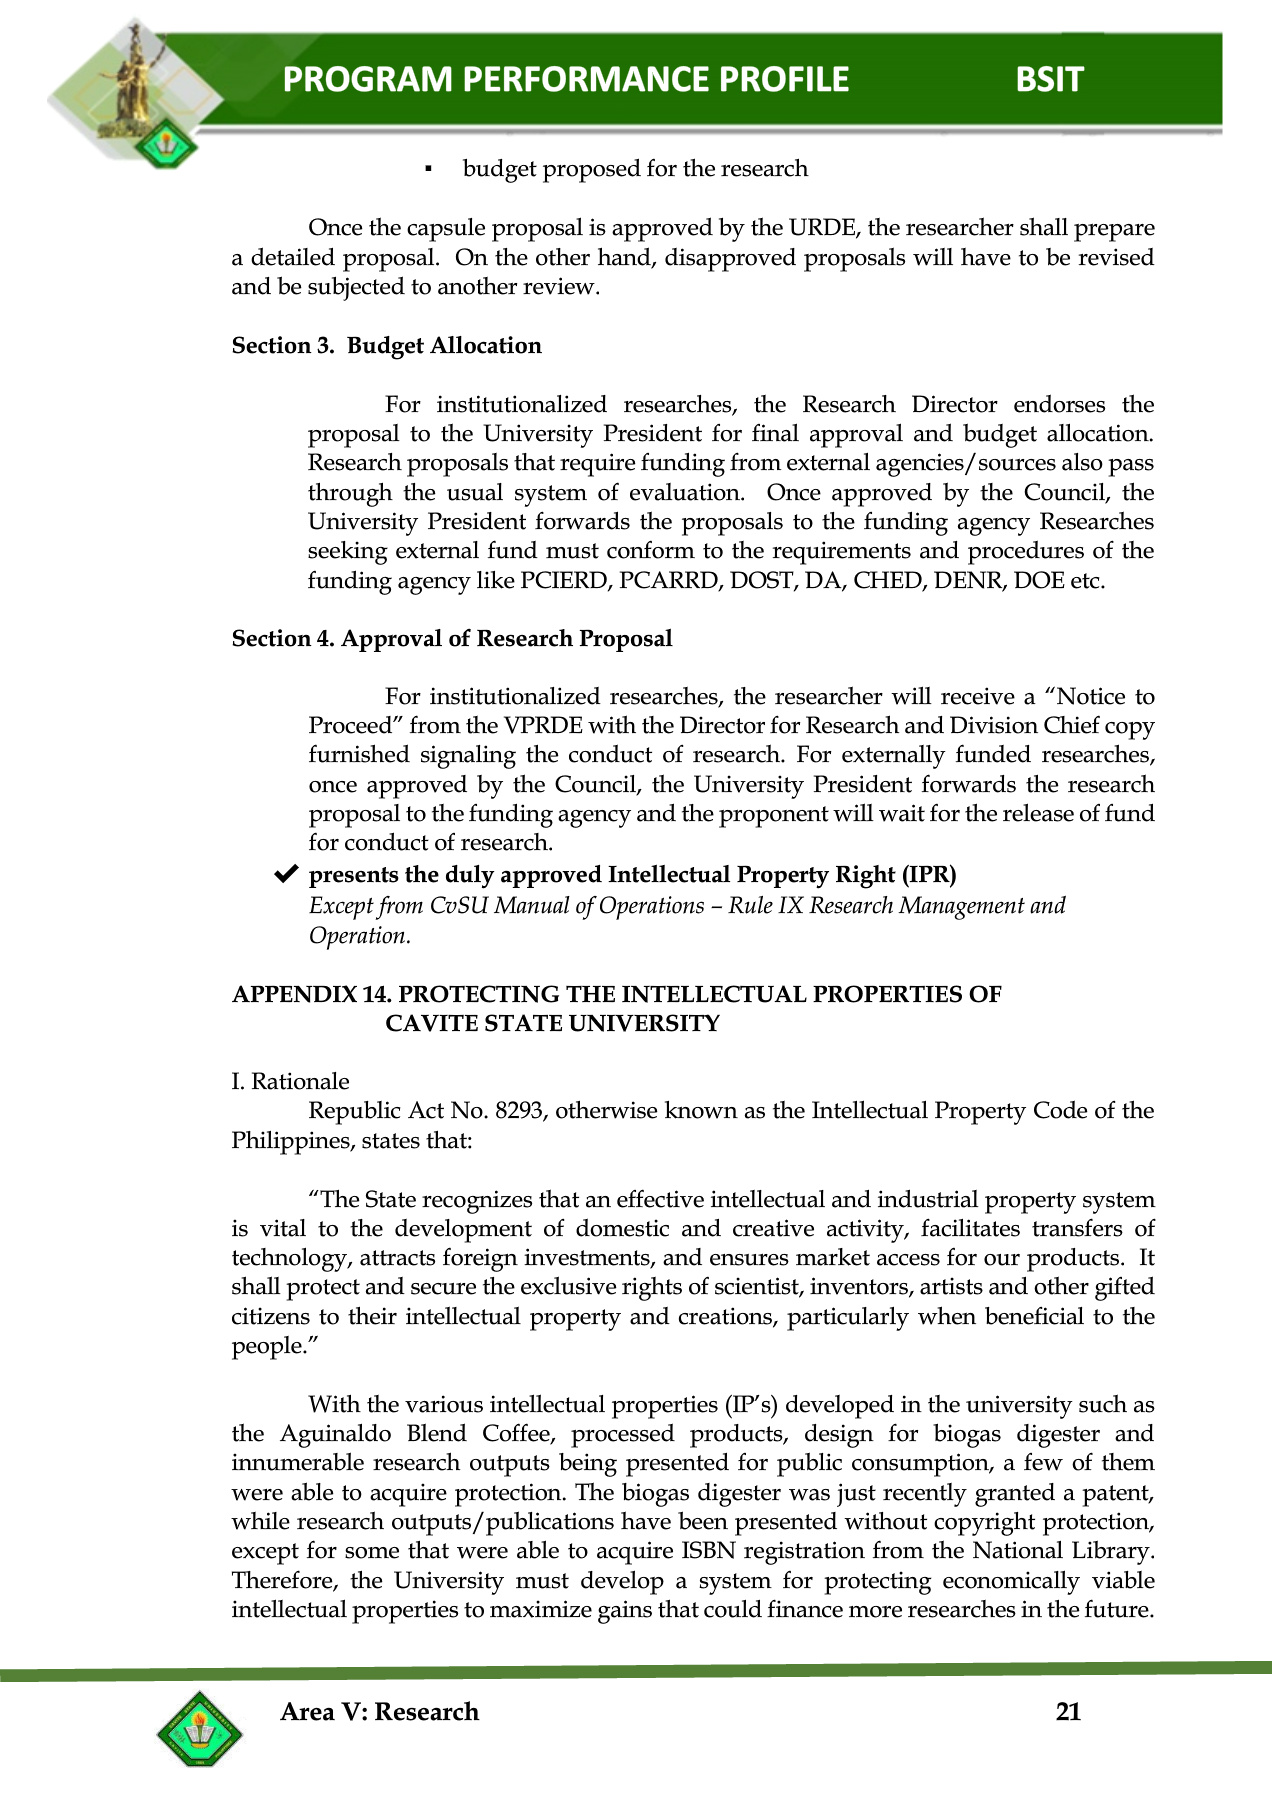 PROGRAM PERFORMANCE PROFILE BSIT
▪ budget proposed for the research
Once the capsule proposal is approved by the URDE, the researcher shall prepare
a detailed proposal.  On the other hand, disapproved proposals will have to be revised
and be subjected to another review.
Section 3.  Budget Allocation
For institutionalized researches, the Research Director endorses the
proposal to the University President for final approval and budget allocation.
Research proposals that require funding from external agencies/sources also pass
through the usual system of evaluation.  Once approved by the Council, the
University President forwards the proposals to the funding agency Researches
seeking external fund must conform to the requirements and procedures of the
funding agency like PCIERD, PCARRD, DOST, DA, CHED, DENR, DOE etc.
Section 4. Approval of Research Proposal
For institutionalized researches, the researcher will receive a “Notice to
Proceed” from the VPRDE with the Director for Research and Division Chief copy
furnished signaling the conduct of research. For externally funded researches,
once approved by the Council, the University President forwards the research
proposal to the funding agency and the proponent will wait for the release of fund
for conduct of research.
✔ presents the duly approved Intellectual Property Right (IPR)
Except from CvSU Manual of Operations – Rule IX Research Management and
Operation.
APPENDIX 14. PROTECTING THE INTELLECTUAL PROPERTIES OF
CAVITE STATE UNIVERSITY
I. Rationale
Republic Act No. 8293, otherwise known as the Intellectual Property Code of the
Philippines, states that:
“The State recognizes that an effective intellectual and industrial property system
is vital to the development of domestic and creative activity, facilitates transfers of
technology, attracts foreign investments, and ensures market access for our products.  It
shall protect and secure the exclusive rights of scientist, inventors, artists and other gifted
citizens to their intellectual property and creations, particularly when beneficial to the
people.”
With the various intellectual properties (IP’s) developed in the university such as
the Aguinaldo Blend Coffee, processed products, design for biogas digester and
innumerable research outputs being presented for public consumption, a few of them
were able to acquire protection. The biogas digester was just recently granted a patent,
while research outputs/publications have been presented without copyright protection,
except for some that were able to acquire ISBN registration from the National Library.
Therefore, the University must develop a system for protecting economically viable
intellectual properties to maximize gains that could finance more researches in the future.
Area V: Research 21